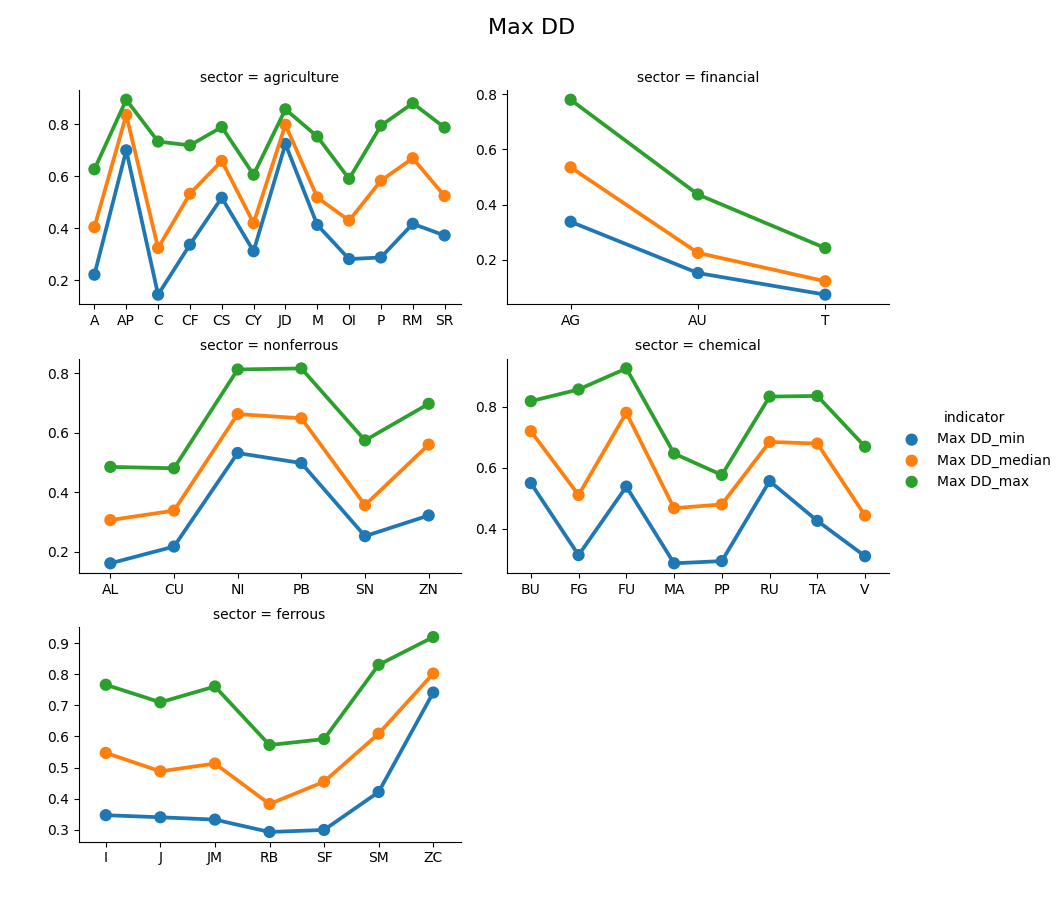 Max DD
sector = agriculture
0.8
0.6
0.4
0.2
A AP C CF CS CY JD M OI P RM SR
sector = financial
0.8
0.6
0.4
0.2
AG AU T
sector = nonferrous
0.8
0.6
0.4
0.2
AL CU NI PB SN ZN
sector = chemical
0.8
0.6
0.4
BU FG FU MA PP RU TA V
indicator
Max DD_min
Max DD_median
Max DD_max
sector = ferrous
0.9
0.8
0.7
0.6
0.5
0.4
0.3
I J JM RB SF SM ZC